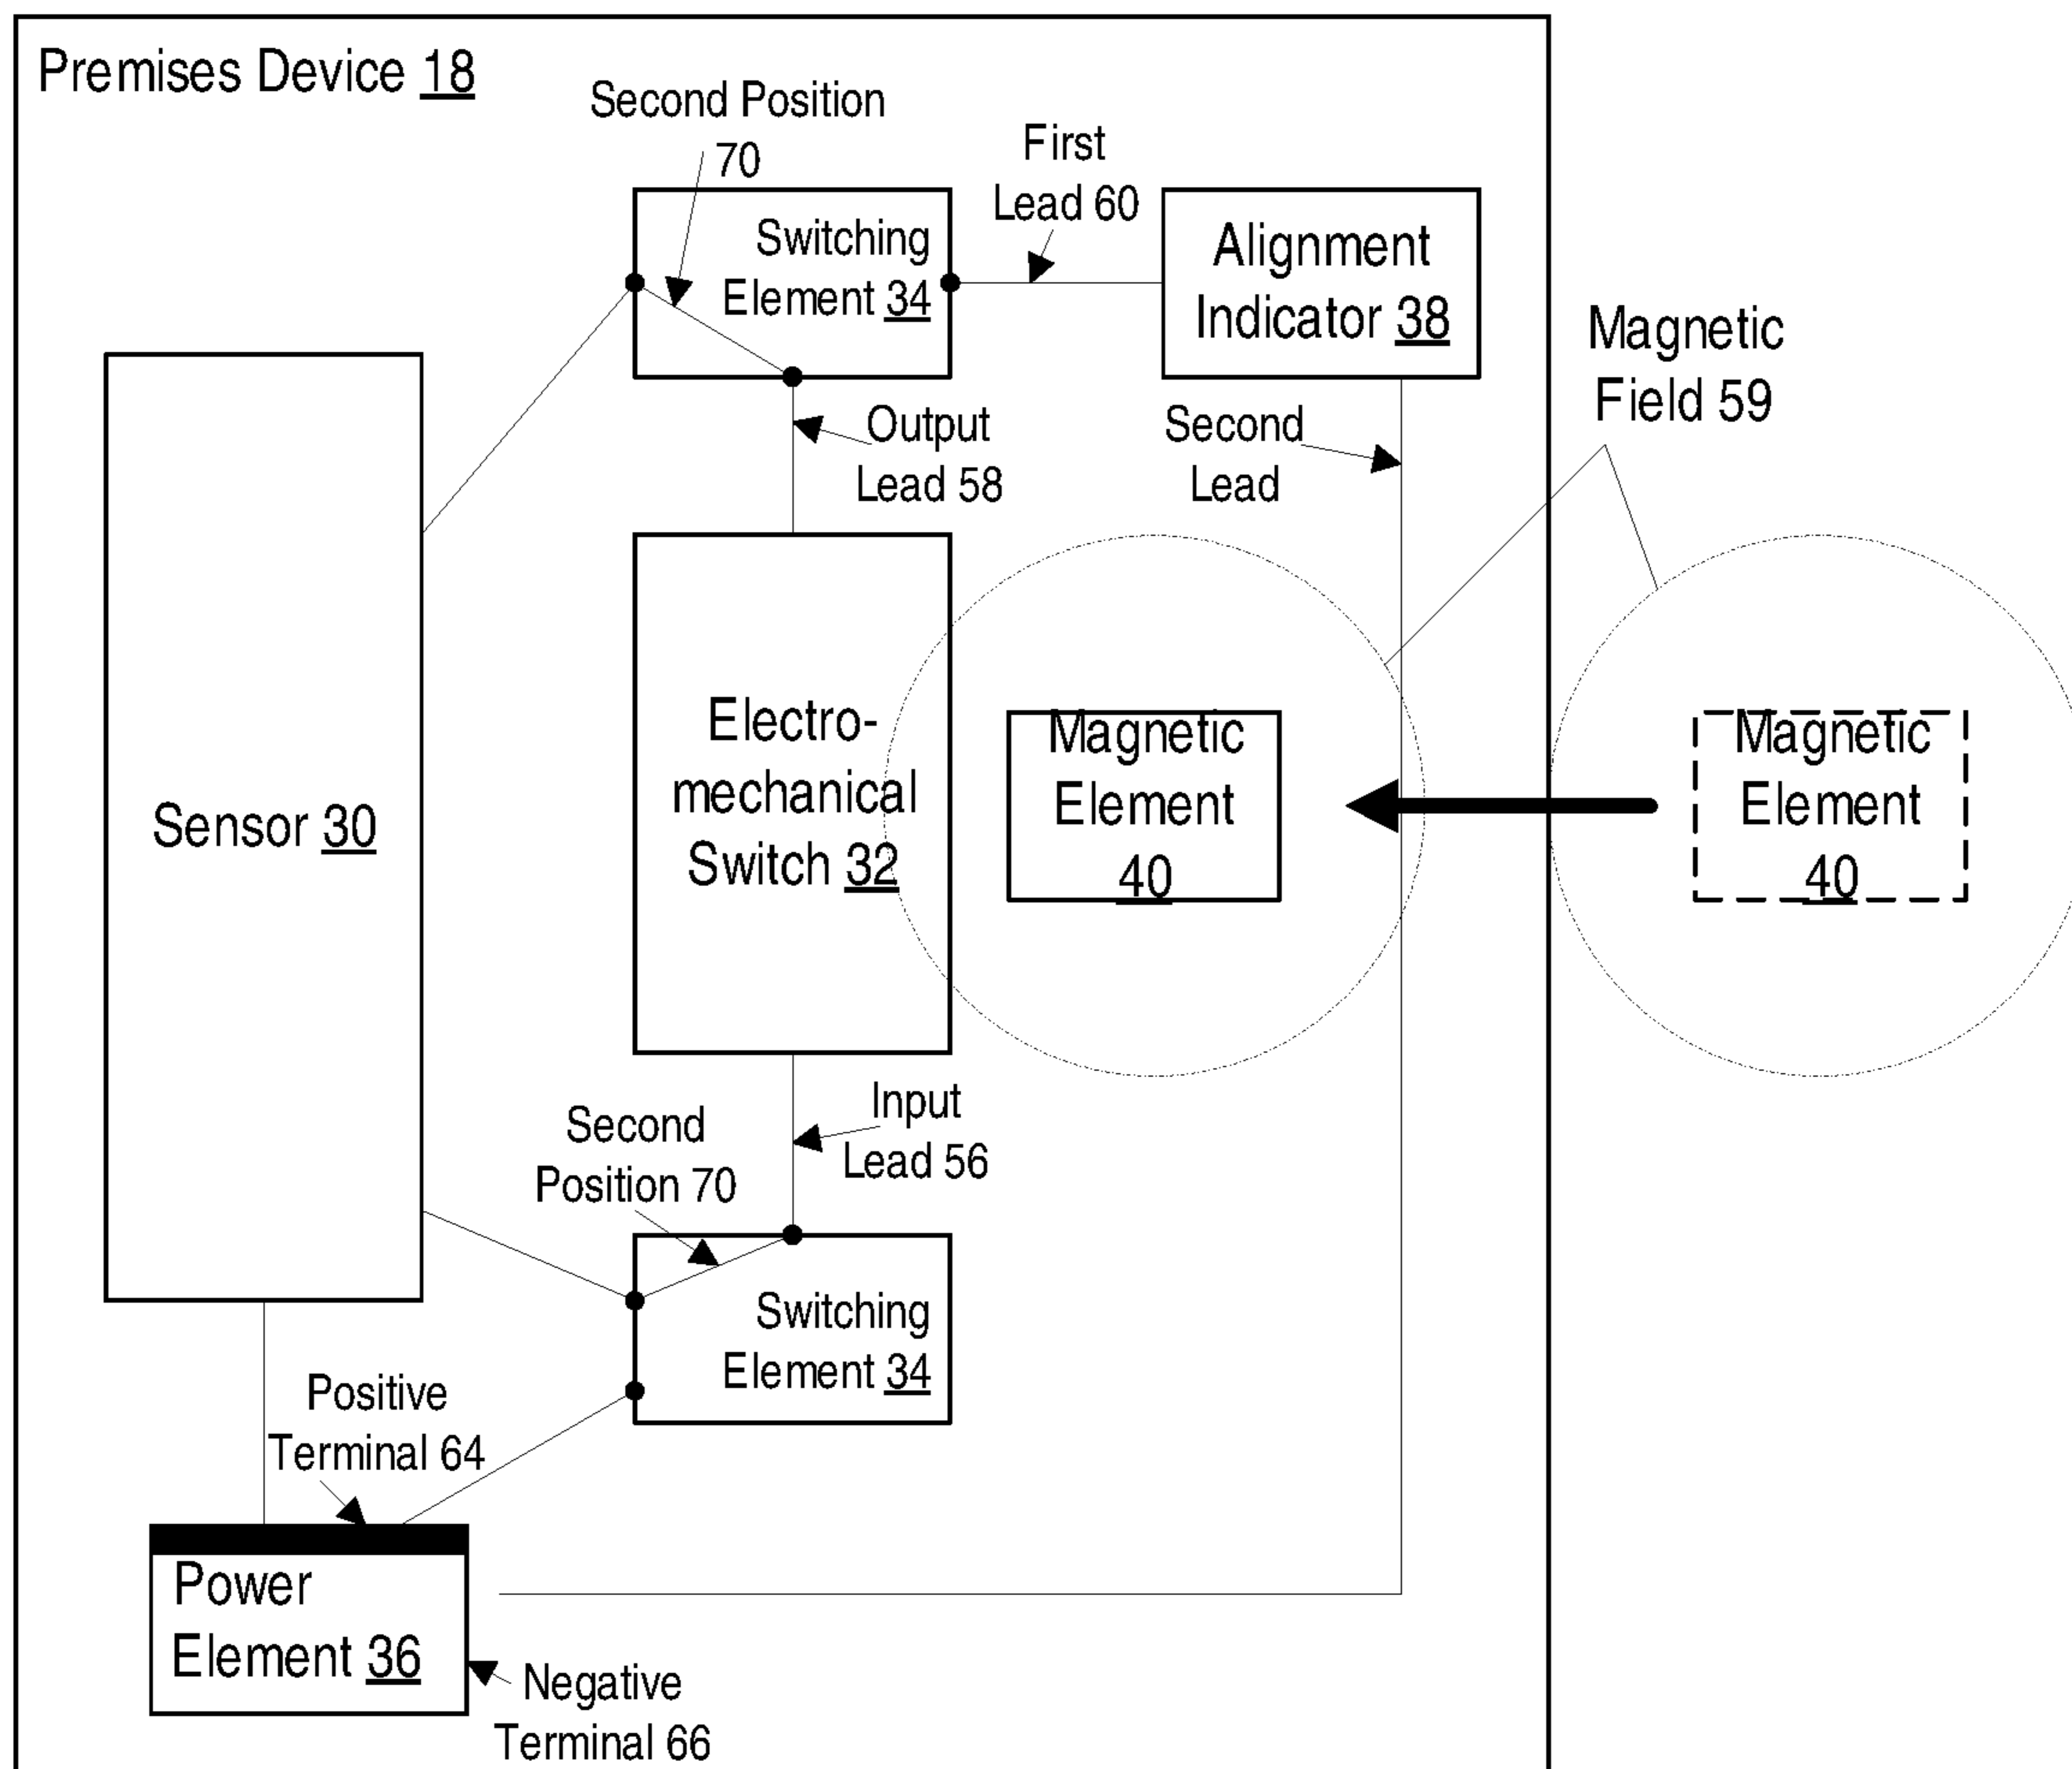 Premises Device 18
Second Position
70
First
Lead 60
Switching
Element 34
Alignment
Indicator 38
Magnetic
Field 59
Output
Lead 58
Second
Lead
Sensor 30
Electro-
mechanical
Switch 32
Magnetic
Element
40
Magnetic
Element
40
Input
Lead 56
Second
Position 70
Switching
Element 34
Positive
Terminal 64
Power
Element 36
Negative
Terminal 66